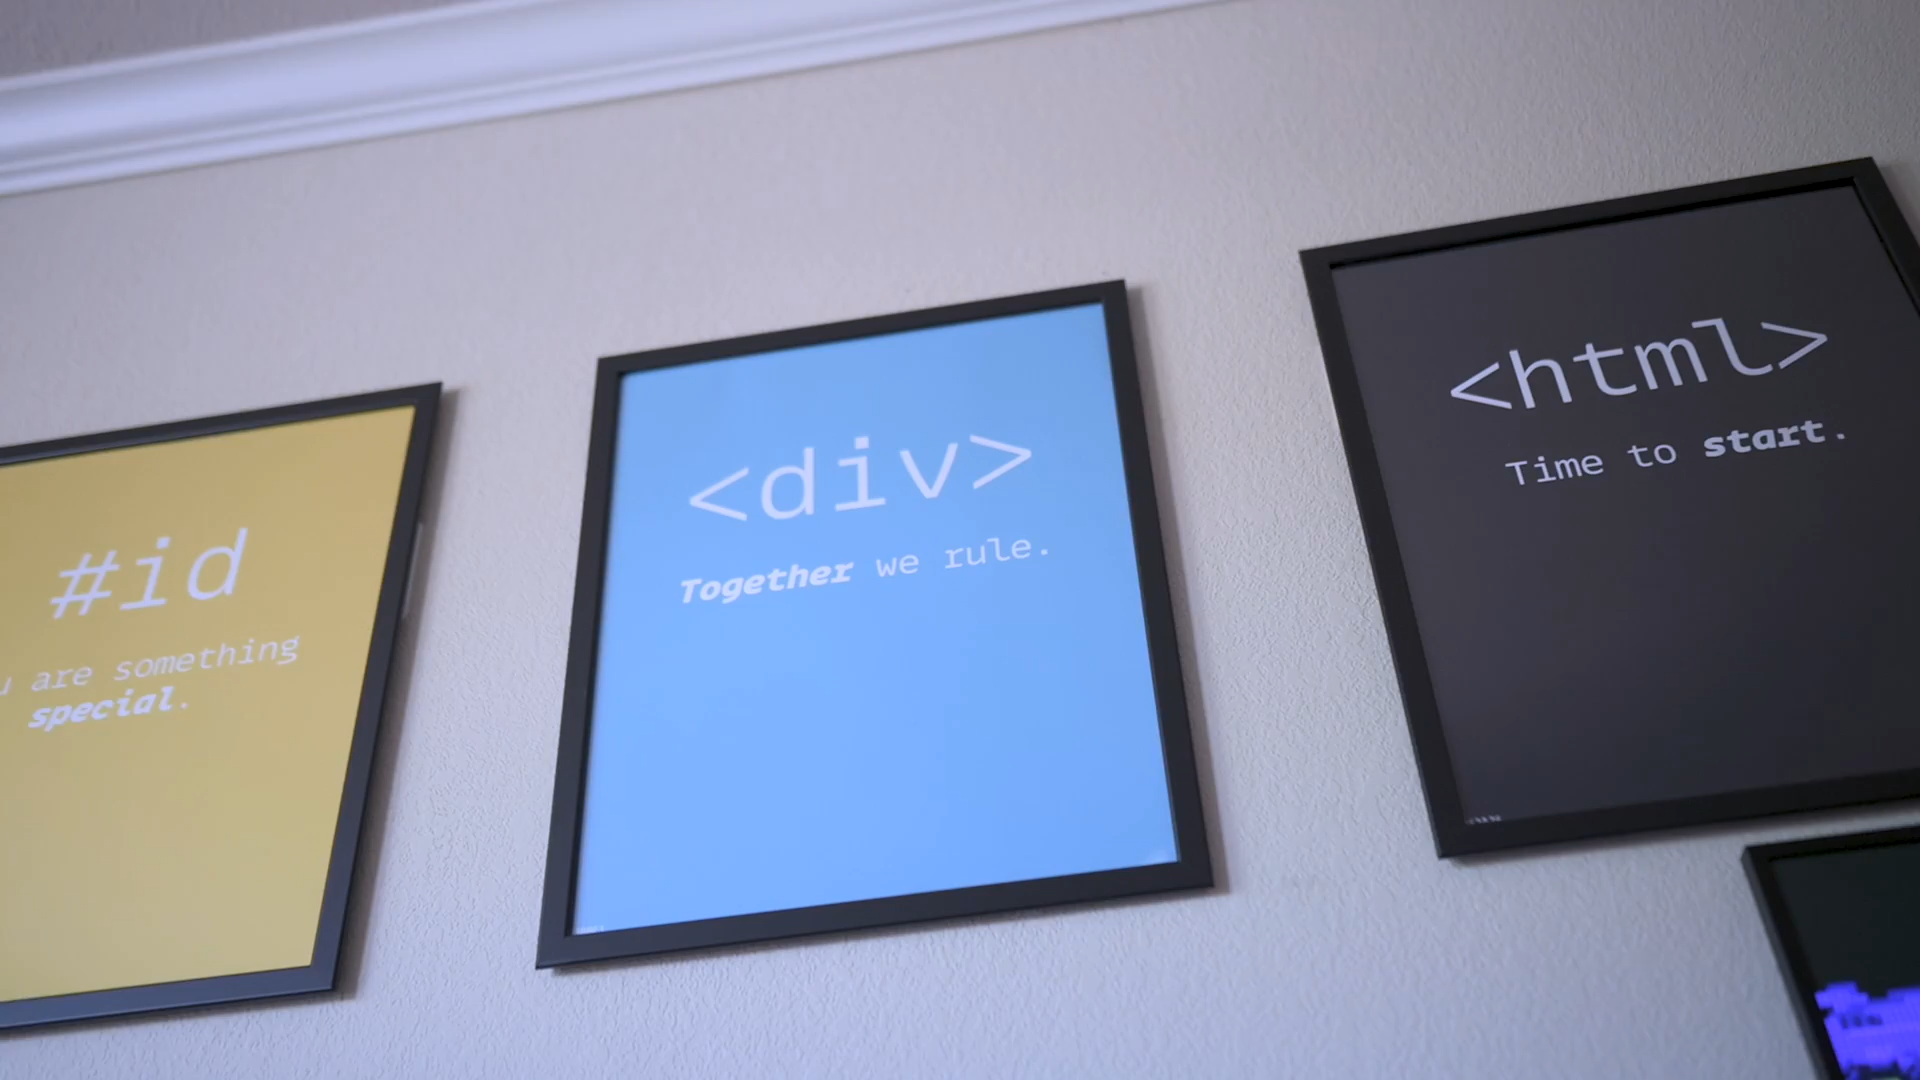 #id
are something
special.
<div>
Together we rule.
<html>
Time to start.